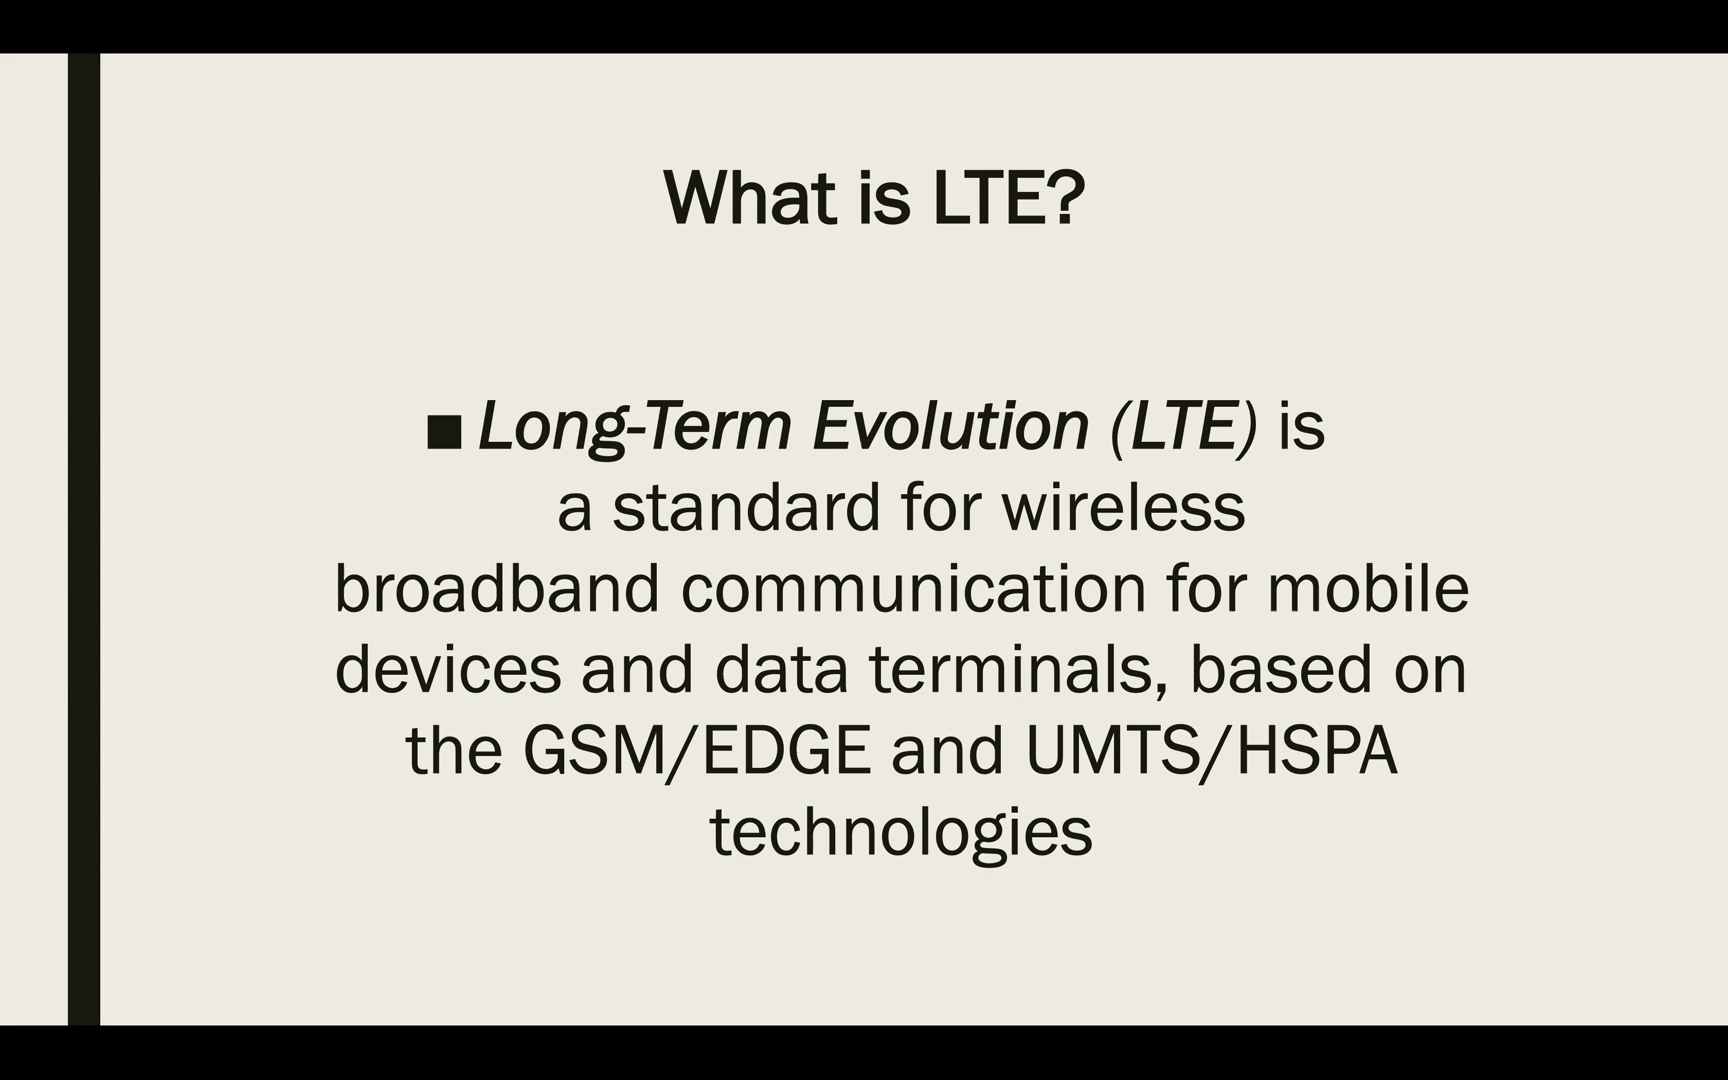 What is LTE?
■ Long-Term Evolution (LTE) is
a standard for wireless
broadband communication for mobile
devices and data terminals, based on
the GSM/EDGE and UMTS/HSPA
technologies